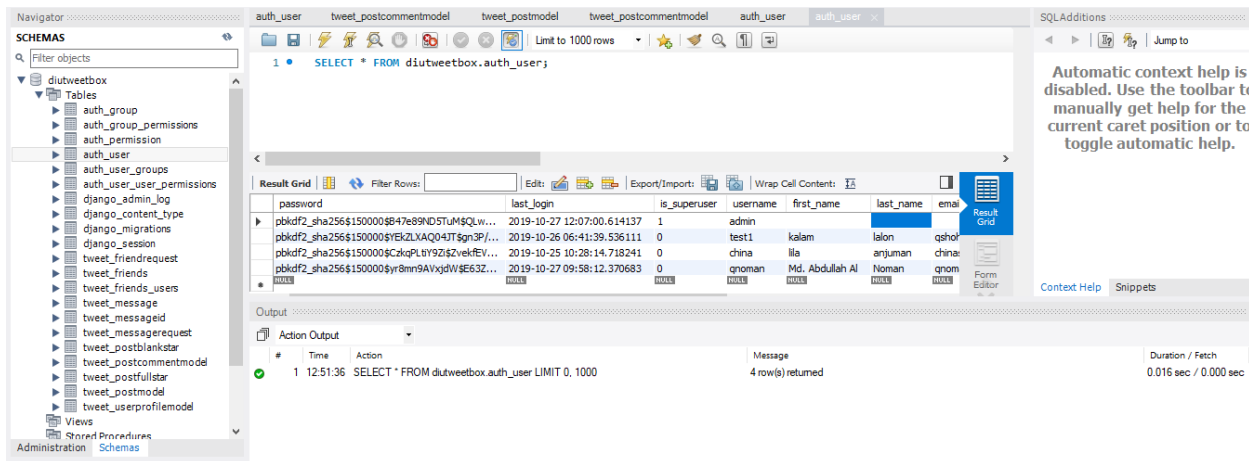 Navigator
SCHEMAS
Filter objects
diutweetbox
Tables
auth_group
auth_group_permissions
auth_permission
auth_user
auth_user_groups
auth_user_user_permissions
django_admin_log
django_content_type
django_migrations
django_session
tweet_friendrequest
tweet_friends
tweet_friends_users
tweet_message
tweet_messageid
tweet_messagerequest
tweet_postblankstar
tweet_postcommentmodel
tweet_postfullstar
tweet_postmodel
tweet_userprofilemodel
Views
Stored Procedures
Administration Schemas
auth_user tweet_postcommentmodel tweet_postmodel tweet_postcommentmodel auth_user auth_user
Limit to 1000 rows
1 SELECT * FROM diutweetbox.auth_user;
Result Grid Filter Rows: Edit: Export/Import: Wrap Cell Content:
password last_login is_superuser username first_name last_name emai
pbkdf2_sha256$150000$B47e89ND5TuM$QLw... 2019-10-27 12:07:00.614137 1 admin
pbkdf2_sha256$150000$YEkZLXAQ04JT$gn3P/... 2019-10-26 06:41:39.536111 0 test1 kalam lalon qshoh
pbkdf2_sha256$150000$CzkqPLtiY9Zi$ZvekfEV... 2019-10-25 10:28:14.718241 0 china lila anjuman china
pbkdf2_sha256$150000$yr8mn9AVxjdW$E63Z... 2019-10-27 09:58:12.370683 0 qnoman Md. Abdullah Al Noman qnom
NULL NULL NULL NULL NULL NULL NULL
Result Grid
Form Editor
Output
Action Output
# Time Action Message Duration / Fetch
1 12:51:36 SELECT * FROM diutweetbox.auth_user LIMIT 0, 1000 4 row(s) returned 0.016 sec / 0.000 sec
SQLAdditions
Jump to
Automatic context help is
disabled. Use the toolbar to
manually get help for the
current caret position or to
toggle automatic help.
Context Help Snippets